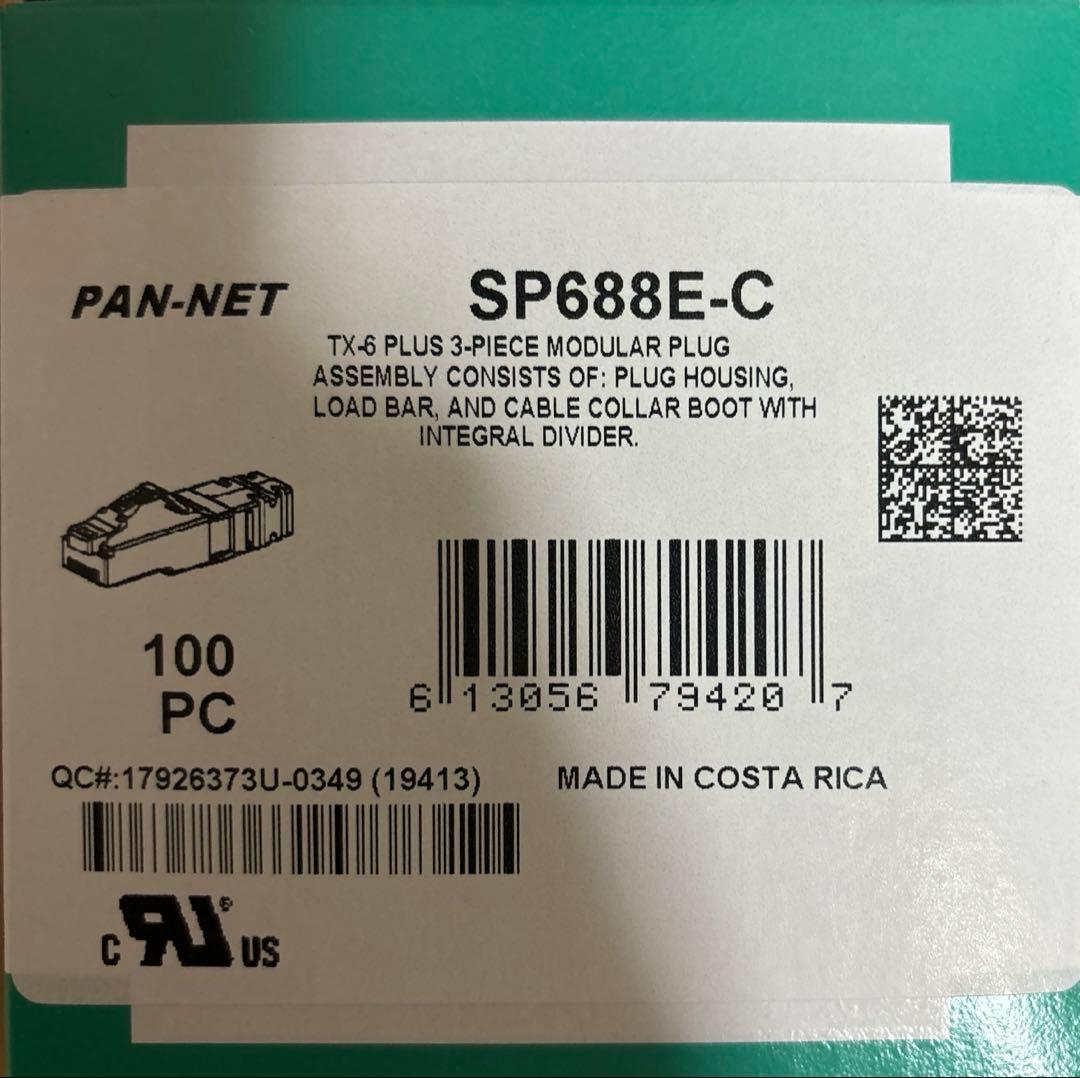 PAN-NET
SP688E-C
TX-6 PLUS 3-PIECE MODULAR PLUG
ASSEMBLY CONSISTS OF: PLUG HOUSING,
LOAD BAR, AND CABLE COLLAR BOOT WITH
INTEGRAL DIVIDER.
100
PC
6 13056 79420 7
QC#:17926373U-0349 (19413)
MADE IN COSTA RICA
C RU® US